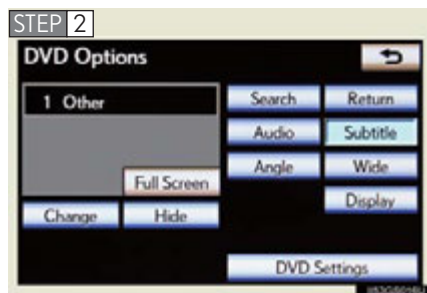 STEP 2
DVD Options
1 Other
Search
Return
Audio
Subtitle
Angle
Wide
Full Screen
Display
Change
Hide
DVD Settings